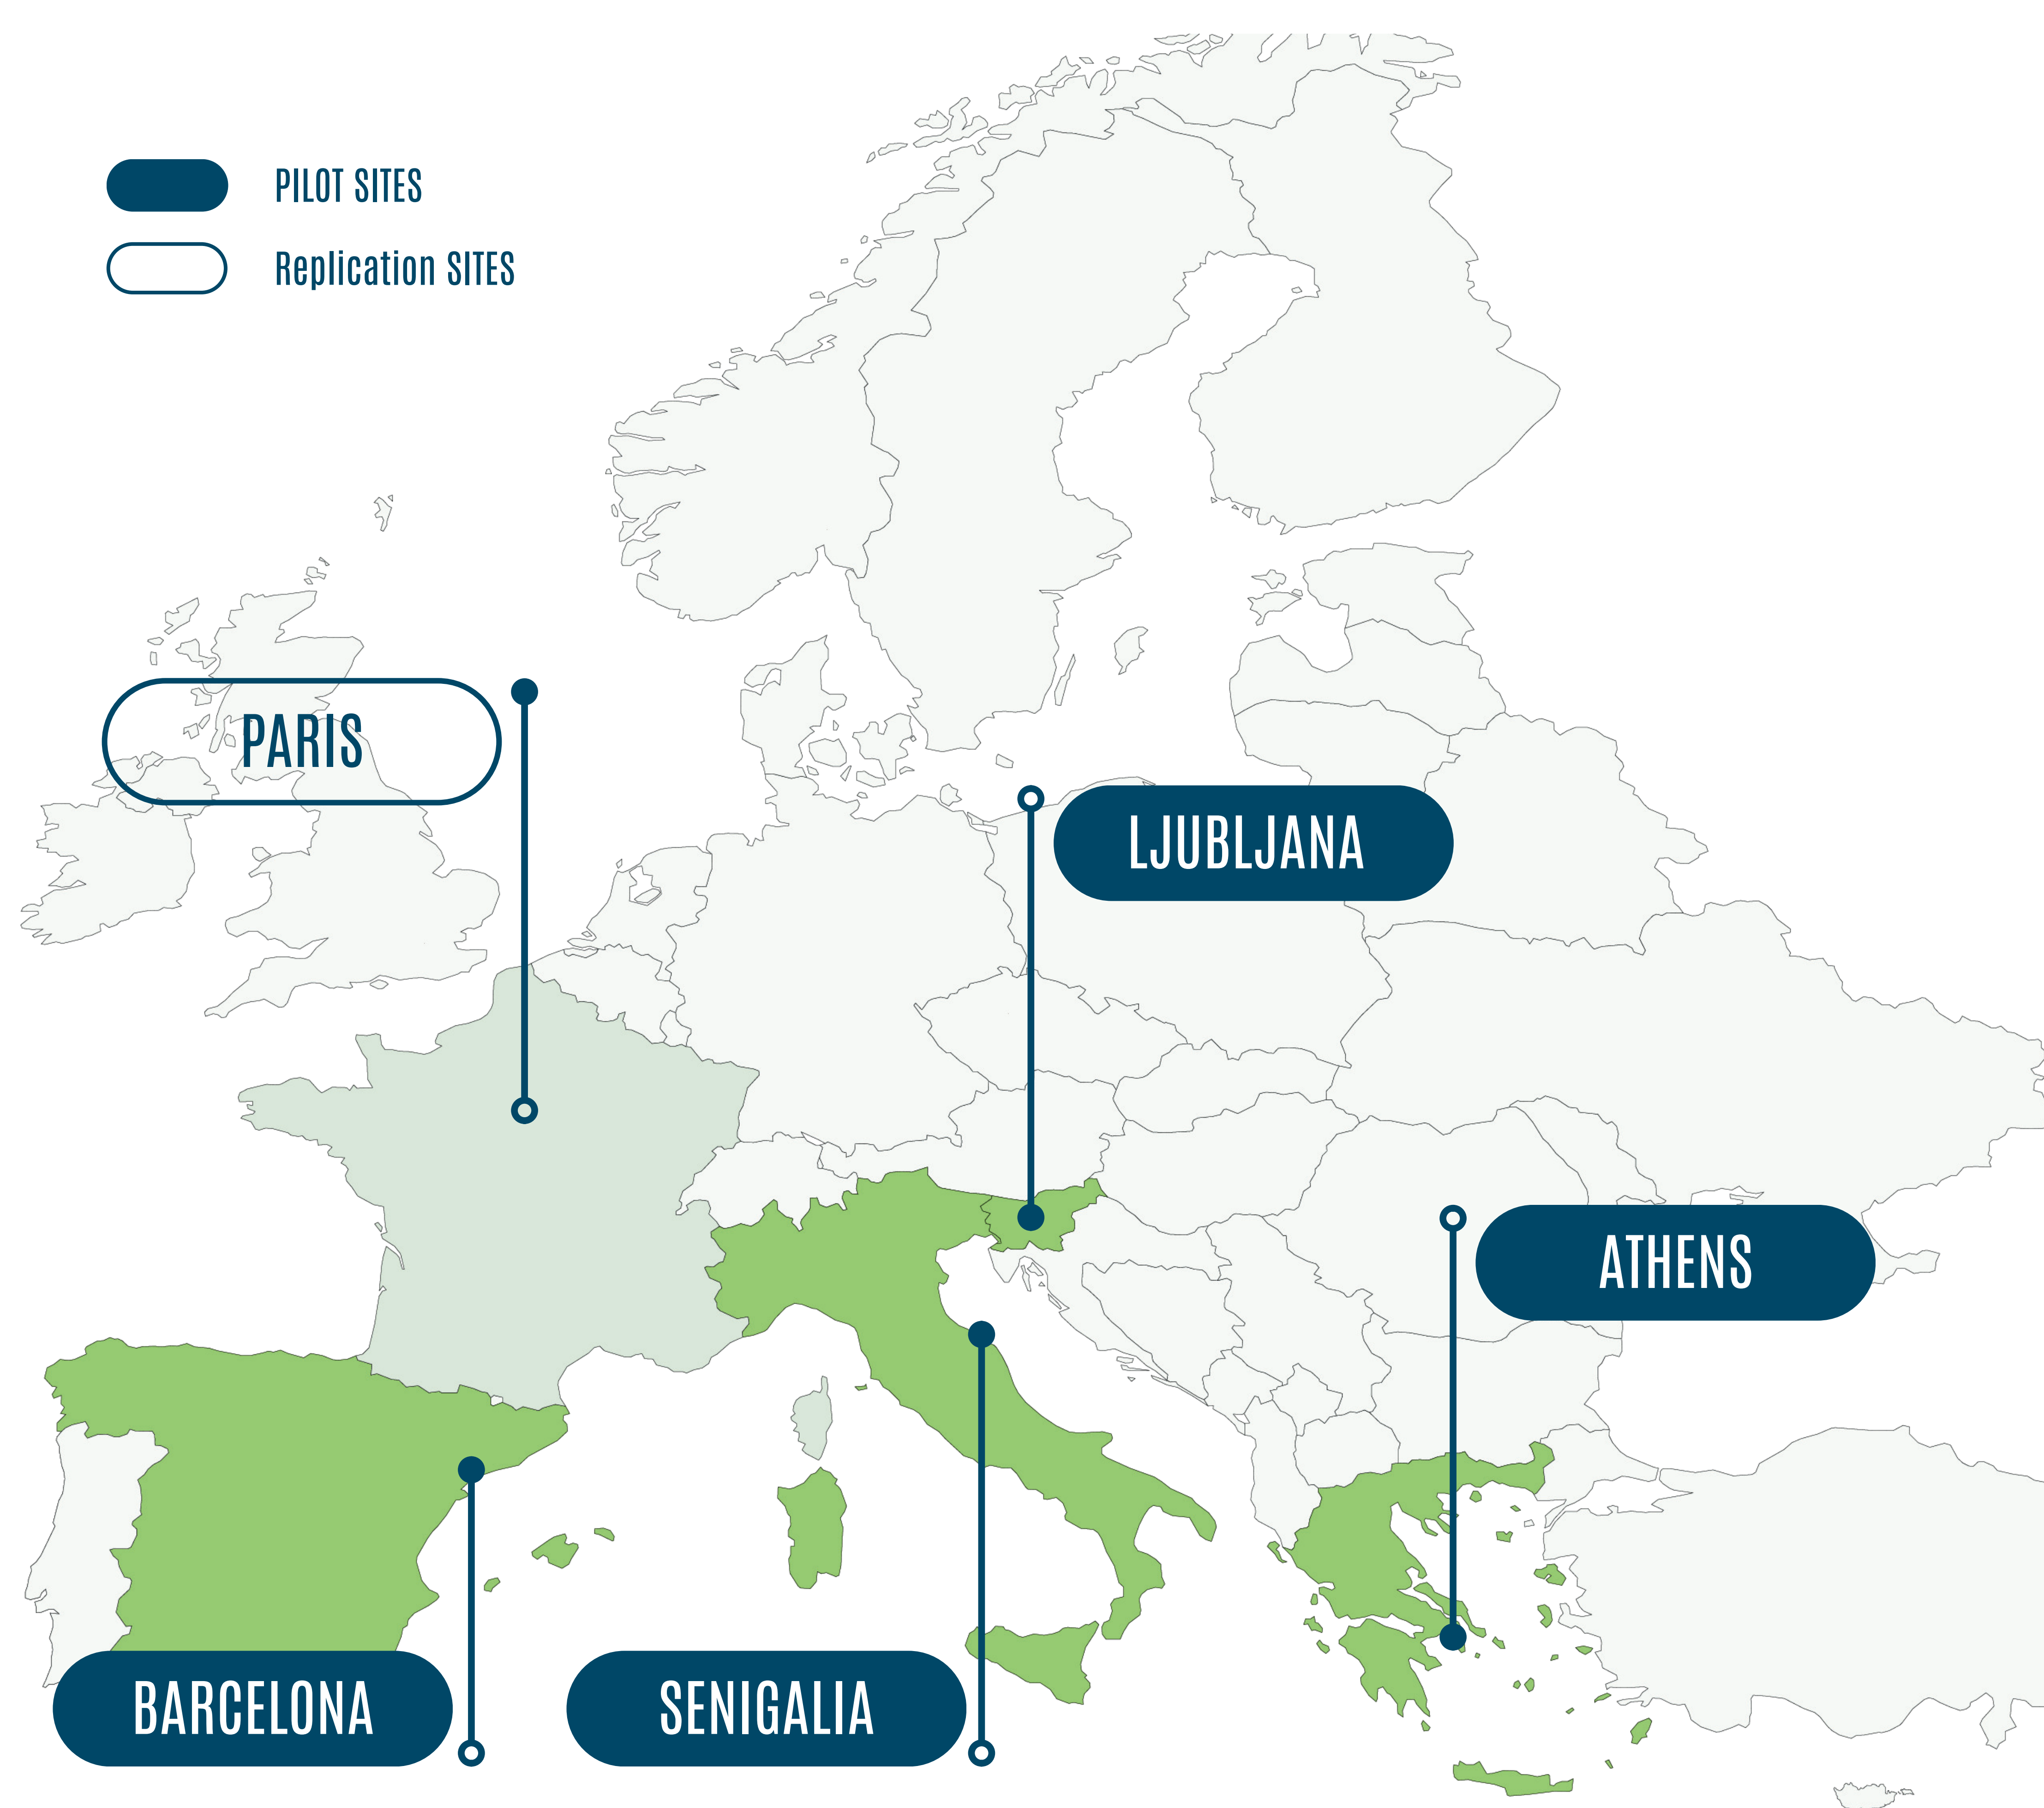 PILOT SITES
Replication SITES
PARIS
LJUBLJANA
ATHENS
BARCELONA
SENIGALIA